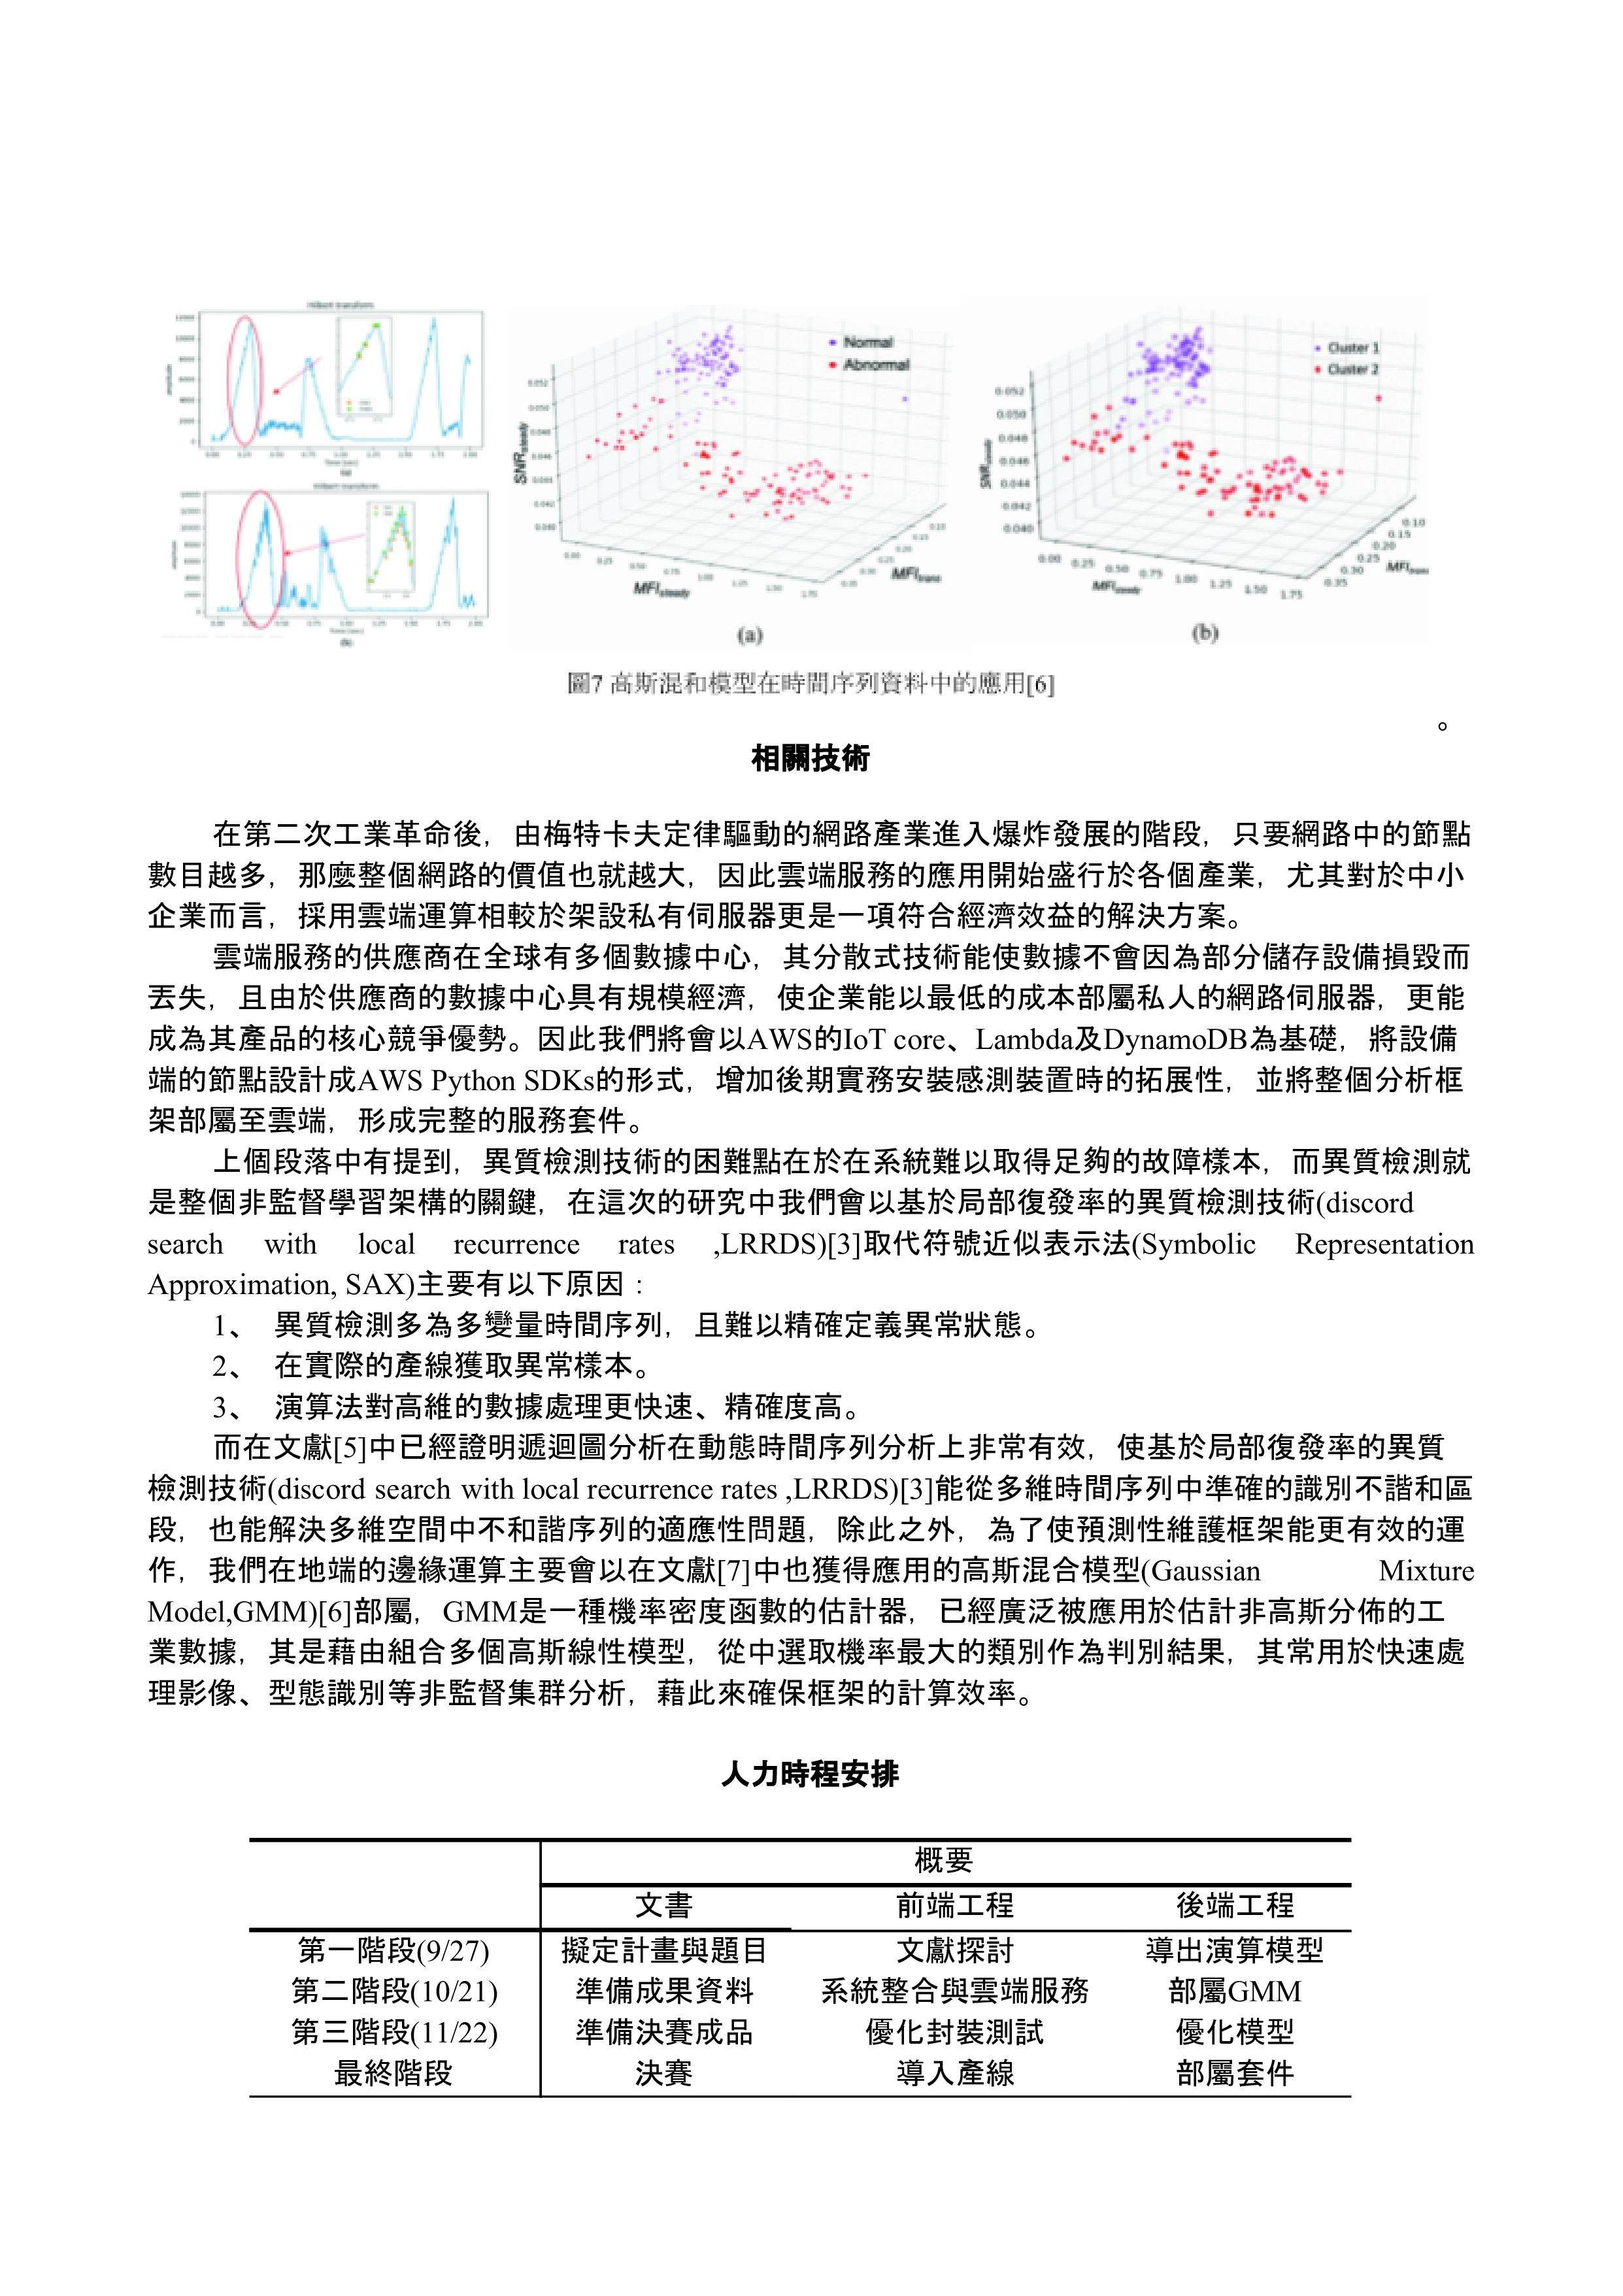 Hilbert transform
Normal
Abnormal
SNRsteady
0.052
0.050
0.048
0.046
0.044
0.042
0.040
0.00 0.25 0.50 0.75 1.00 1.25 1.50 1.75
MFIsteady
0.35 0.30 0.25 0.20 0.15 0.10
MFItrans
(a)
Cluster 1
Cluster 2
0.052
0.050
0.048
0.046
0.044
0.042
0.040
SNRsteady
0.00 0.25 0.50 0.75 1.00 1.25 1.50 1.75
MFIsteady
0.35 0.30 0.25 0.20 0.15 0.10
MFItrans
(b)
圖7 高斯混和模型在時間序列資料中的應用[6]
。
相關技術
在第二次工業革命後，由梅特卡夫定律驅動的網路產業進入爆炸發展的階段，只要網路中的節點
數目越多，那麼整個網路的價值也就越大，因此雲端服務的應用開始盛行於各個產業，尤其對於中小
企業而言，採用雲端運算相較於架設私有伺服器更是一項符合經濟效益的解決方案。
雲端服務的供應商在全球有多個數據中心，其分散式技術能使數據不會因為部分儲存設備損毀而
丟失，且由於供應商的數據中心具有規模經濟，使企業能以最低的成本部屬私人的網路伺服器，更能
成為其產品的核心競爭優勢。因此我們將會以AWS的IoT core、Lambda及DynamoDB為基礎，將設備
端的節點設計成AWS Python SDKs的形式，增加後期實務安裝感測裝置時的拓展性，並將整個分析框
架部屬至雲端，形成完整的服務套件。
上個段落中有提到，異質檢測技術的困難點在於在系統難以取得足夠的故障樣本，而異質檢測就
是整個非監督學習架構的關鍵，在這次的研究中我們會以基於局部復發率的異質檢測技術(discord
search with local recurrence rates ,LRRDS)[3]取代符號近似表示法(Symbolic Representation
Approximation, SAX)主要有以下原因：
1、 異質檢測多為多變量時間序列，且難以精確定義異常狀態。
2、 在實際的產線獲取異常樣本。
3、 演算法對高維的數據處理更快速、精確度高。
而在文獻[5]中已經證明遞迴圖分析在動態時間序列分析上非常有效，使基於局部復發率的異質
檢測技術(discord search with local recurrence rates ,LRRDS)[3]能從多維時間序列中準確的識別不諧和區
段，也能解決多維空間中不和諧序列的適應性問題，除此之外，為了使預測性維護框架能更有效的運
作，我們在地端的邊緣運算主要會以在文獻[7]中也獲得應用的高斯混合模型(Gaussian Mixture
Model,GMM)[6]部屬，GMM是一種機率密度函數的估計器，已經廣泛被應用於估計非高斯分佈的工
業數據，其是藉由組合多個高斯線性模型，從中選取機率最大的類別作為判別結果，其常用於快速處
理影像、型態識別等非監督集群分析，藉此來確保框架的計算效率。
人力時程安排
概要
文書 前端工程 後端工程
第一階段(9/27) 擬定計畫與題目 文獻探討 導出演算模型
第二階段(10/21) 準備成果資料 系統整合與雲端服務 部屬GMM
第三階段(11/22) 準備決賽成品 優化封裝測試 優化模型
最終階段 決賽 導入產線 部屬套件